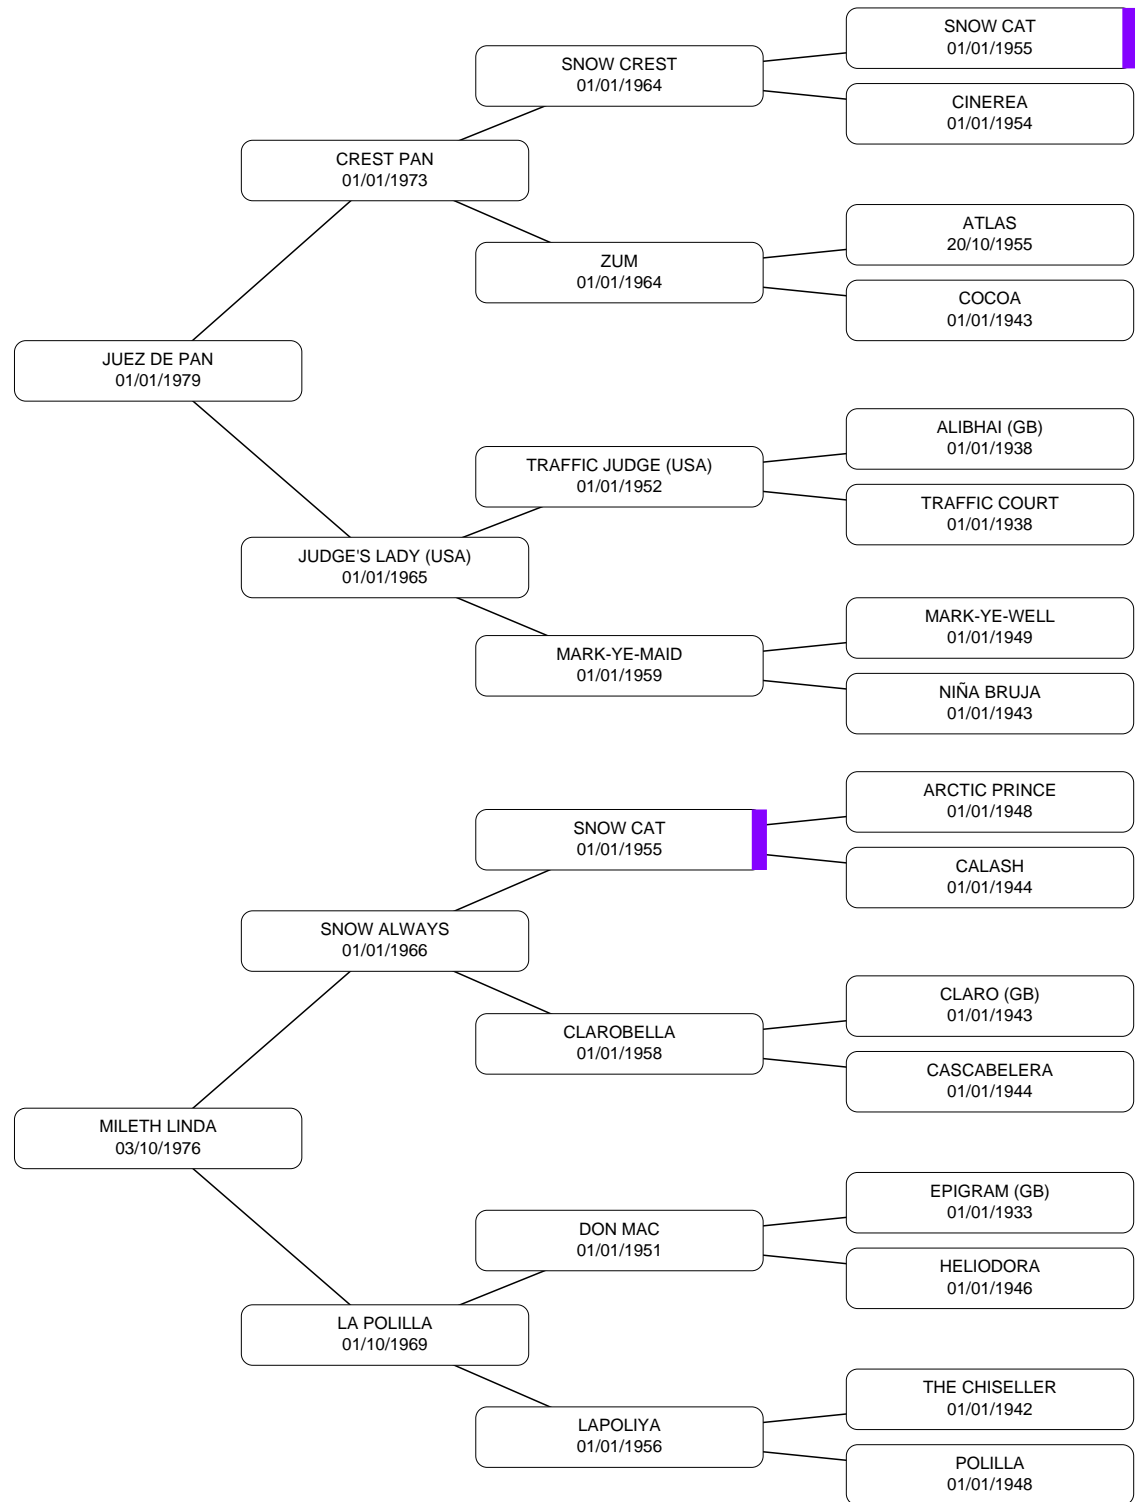 SNOW CAT
01/01/1955
SNOW CREST
01/01/1964
CINEREA
01/01/1954
CREST PAN
01/01/1973
ATLAS
20/10/1955
ZUM
01/01/1964
COCOA
01/01/1943
JUEZ DE PAN
01/01/1979
ALIBHAI (GB)
01/01/1938
TRAFFIC JUDGE (USA)
01/01/1952
TRAFFIC COURT
01/01/1938
JUDGE'S LADY (USA)
01/01/1965
MARK-YE-WELL
01/01/1949
MARK-YE-MAID
01/01/1959
NIÑA BRUJA
01/01/1943
ARCTIC PRINCE
01/01/1948
SNOW CAT
01/01/1955
CALASH
01/01/1944
SNOW ALWAYS
01/01/1966
CLARO (GB)
01/01/1943
CLAROBELLA
01/01/1958
CASCABELERA
01/01/1944
MILETH LINDA
03/10/1976
EPIGRAM (GB)
01/01/1933
DON MAC
01/01/1951
HELIODORA
01/01/1946
LA POLILLA
01/10/1969
THE CHISELLER
01/01/1942
LAPOLIYA
01/01/1956
POLILLA
01/01/1948